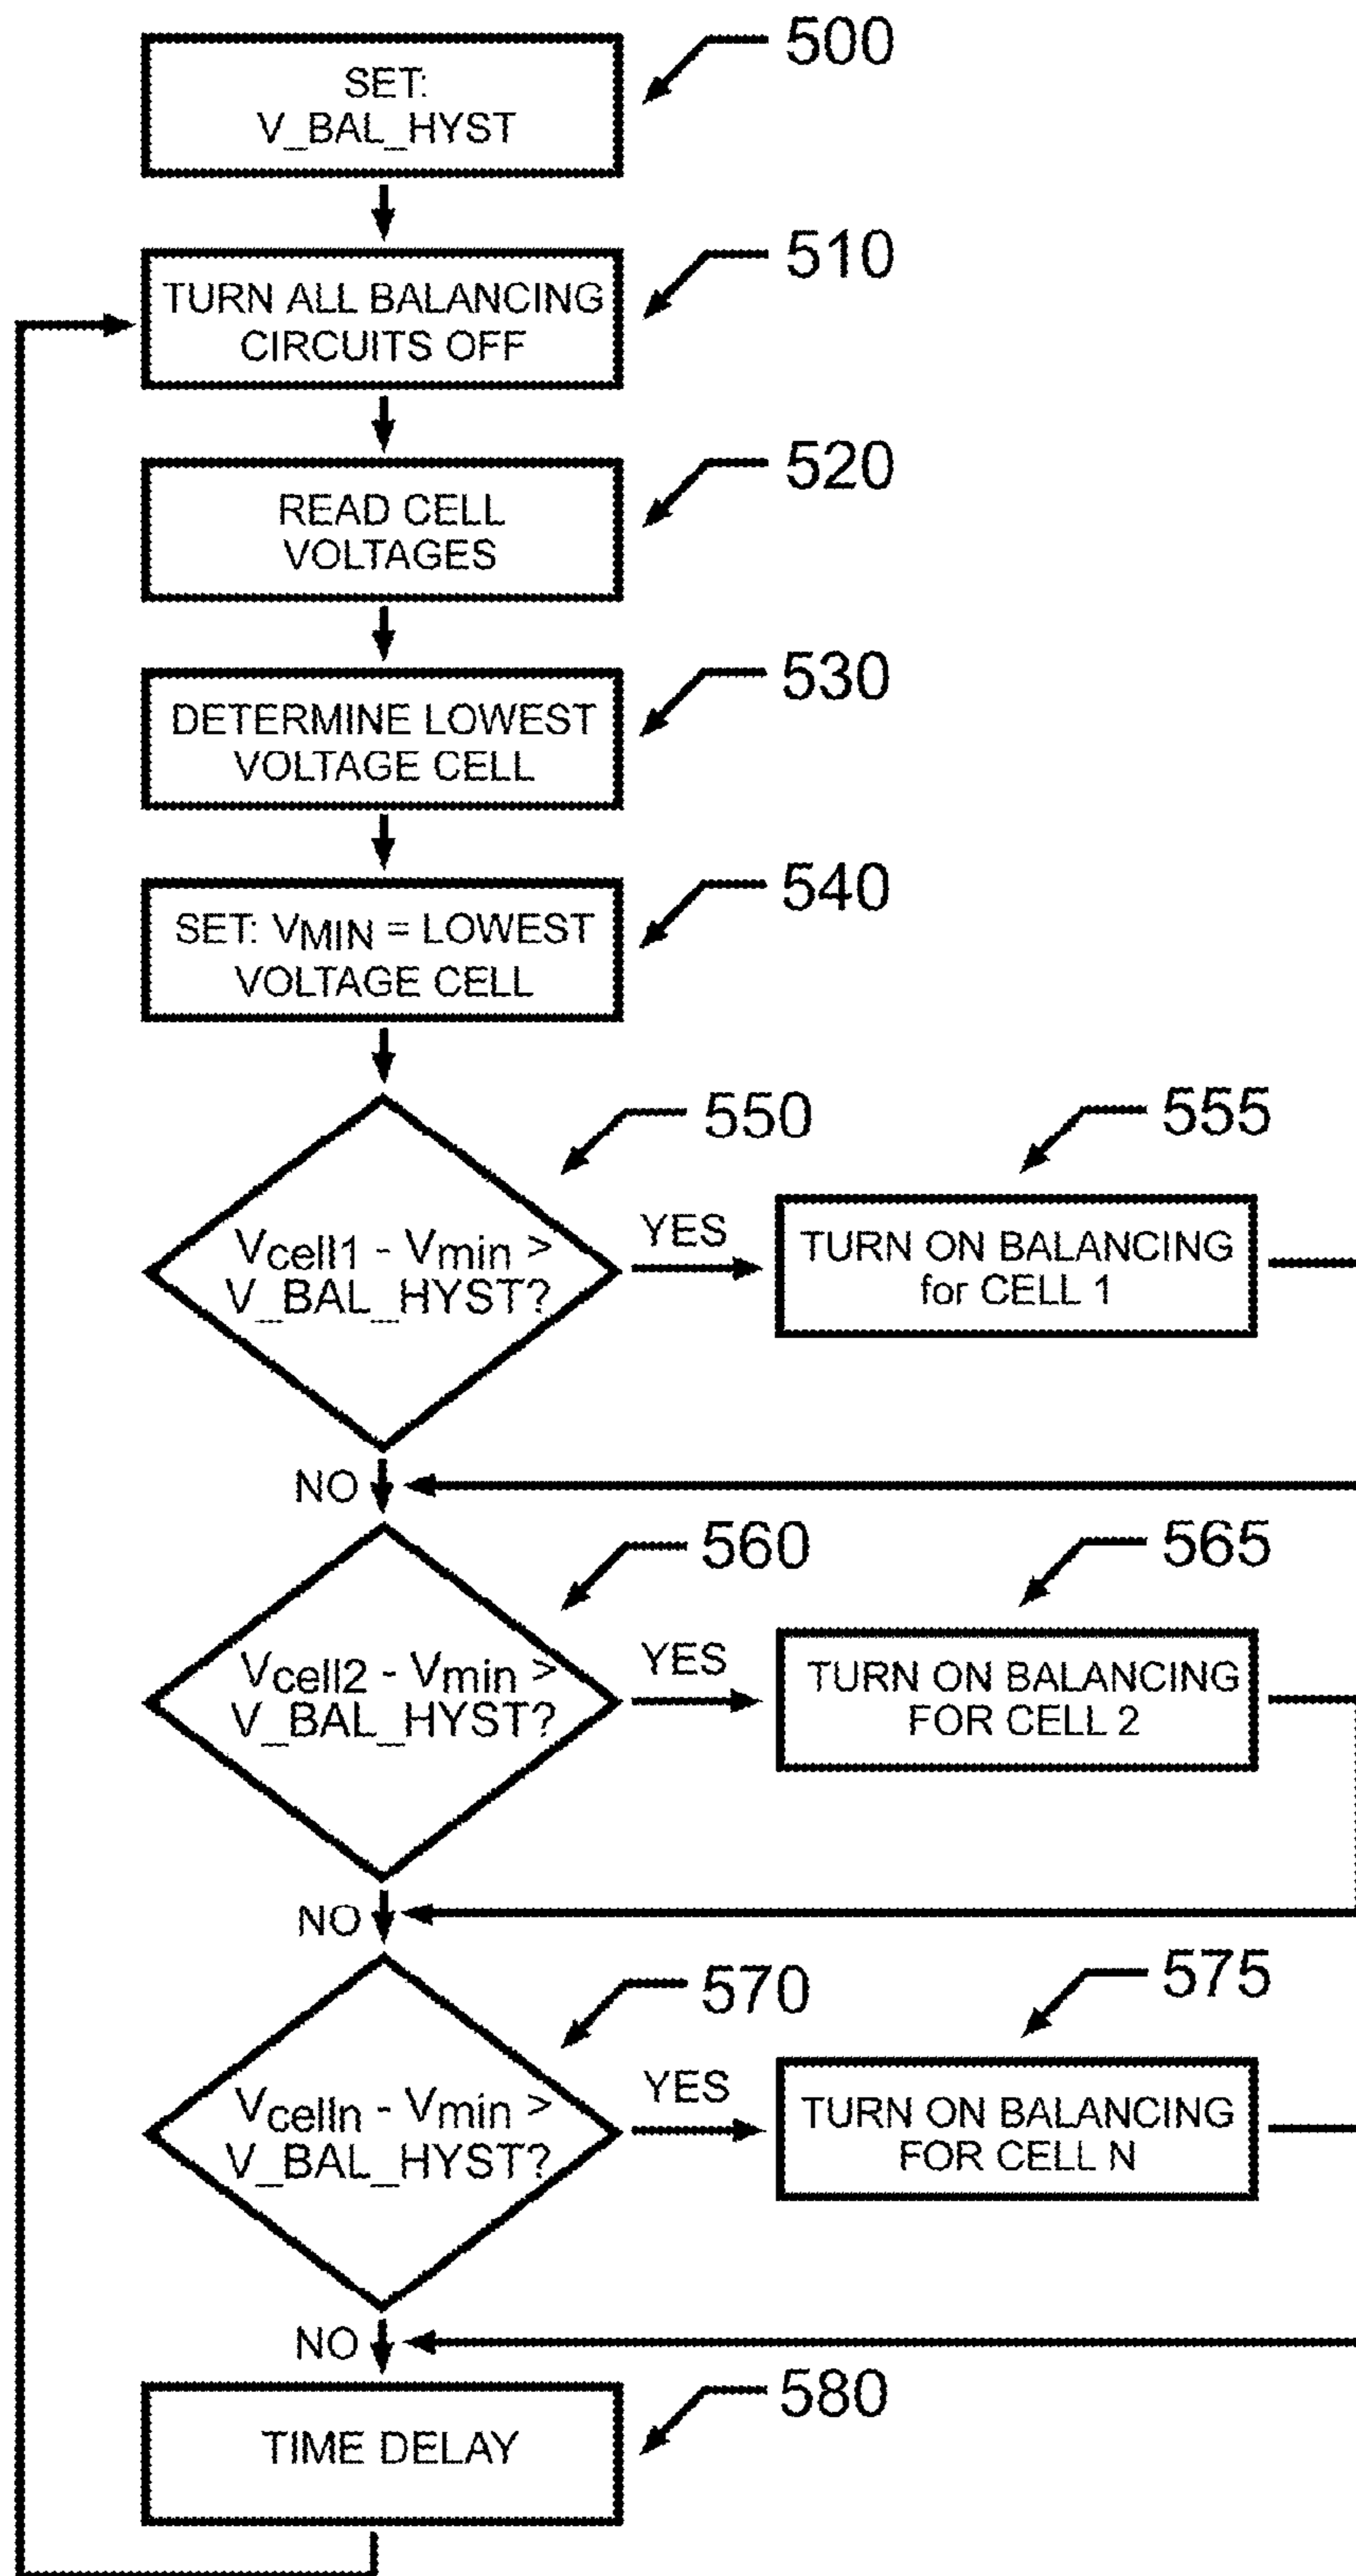 500
SET:
V_BAL_HYST
510
TURN ALL BALANCING
CIRCUITS OFF
520
READ CELL
VOLTAGES
530
DETERMINE LOWEST
VOLTAGE CELL
540
SET: VMIN = LOWEST
VOLTAGE CELL
550
555
Vcell1 - Vmin >
V_BAL_HYST?
YES
TURN ON BALANCING
for CELL 1
NO
560
565
Vcell2 - Vmin >
V_BAL_HYST?
YES
TURN ON BALANCING
FOR CELL 2
NO
570
575
Vcelln - Vmin >
V_BAL_HYST?
YES
TURN ON BALANCING
FOR CELL N
NO
580
TIME DELAY